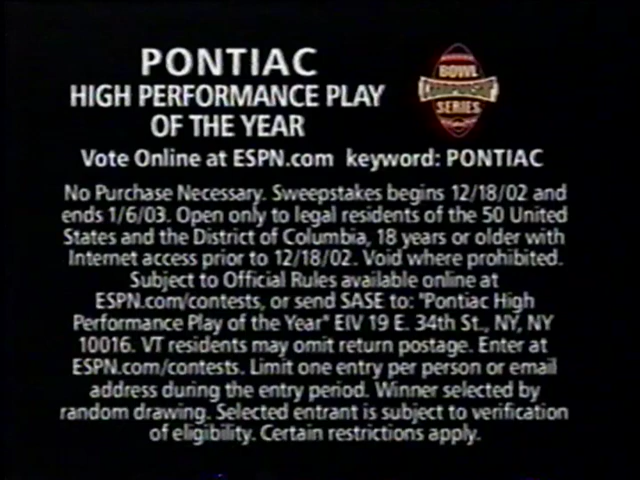 PONTIAC
HIGH PERFORMANCE PLAY
OF THE YEAR
BOWL
CHAMPIONSHIP
SERIES
Vote Online at ESPN.com keyword: PONTIAC
No Purchase Necessary. Sweepstakes begins 12/18/02 and
ends 1/6/03. Open only to legal residents of the 50 United
States and the District of Columbia, 18 years or older with
Internet access prior to 12/18/02. Void where prohibited.
Subject to Official Rules available online at
ESPN.com/contests, or send SASE to: "Pontiac High
Performance Play of the Year" EIV 19 E. 34th St., NY, NY
10016. VT residents may omit return postage. Enter at
ESPN.com/contests. Limit one entry per person or email
address during the entry period. Winner selected by
random drawing. Selected entrant is subject to verification
of eligibility. Certain restrictions apply.